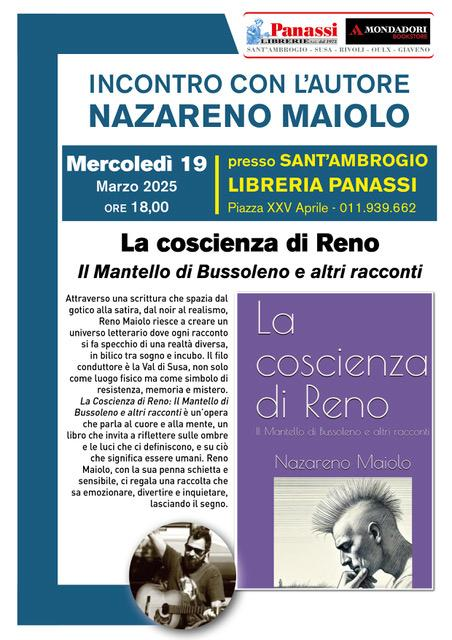 Panassi
LIBRERIE dal 1973
A MONDADORI
BOOKSTORE
SANT'AMBROGIO - SUSA - RIVOLI - OULX - GIAVENO
INCONTRO CON L'AUTORE
NAZARENO MAIOLO
Mercoledì 19
Marzo 2025
ORE 18,00
presso SANT'AMBROGIO
LIBRERIA PANASSI
Piazza XXV Aprile - 011.939.662
La coscienza di Reno
Il Mantello di Bussoleno e altri racconti
Attraverso una scrittura che spazia dal
gotico alla satira, dal noir al realismo,
Reno Maiolo riesce a creare un
universo letterario dove ogni racconto
si fa specchio di una realtà diversa,
in bilico tra sogno e incubo. Il filo
conduttore è la Val di Susa, non solo
come luogo fisico ma come simbolo di
resistenza, memoria e mistero.
La Coscienza di Reno: Il Mantello di
Bussoleno e altri racconti è un'opera
che parla al cuore e alla mente, un
libro che invita a riflettere sulle ombre
e le luci che ci definiscono, e su ciò
che significa essere umani. Reno
Maiolo, con la sua penna schietta e
sensibile, ci regala una raccolta che
sa emozionare, divertire e inquietare,
lasciando il segno.
La
coscienza
di Reno
Il Mantello di Bussoleno e altri racconti
Nazareno Maiolo